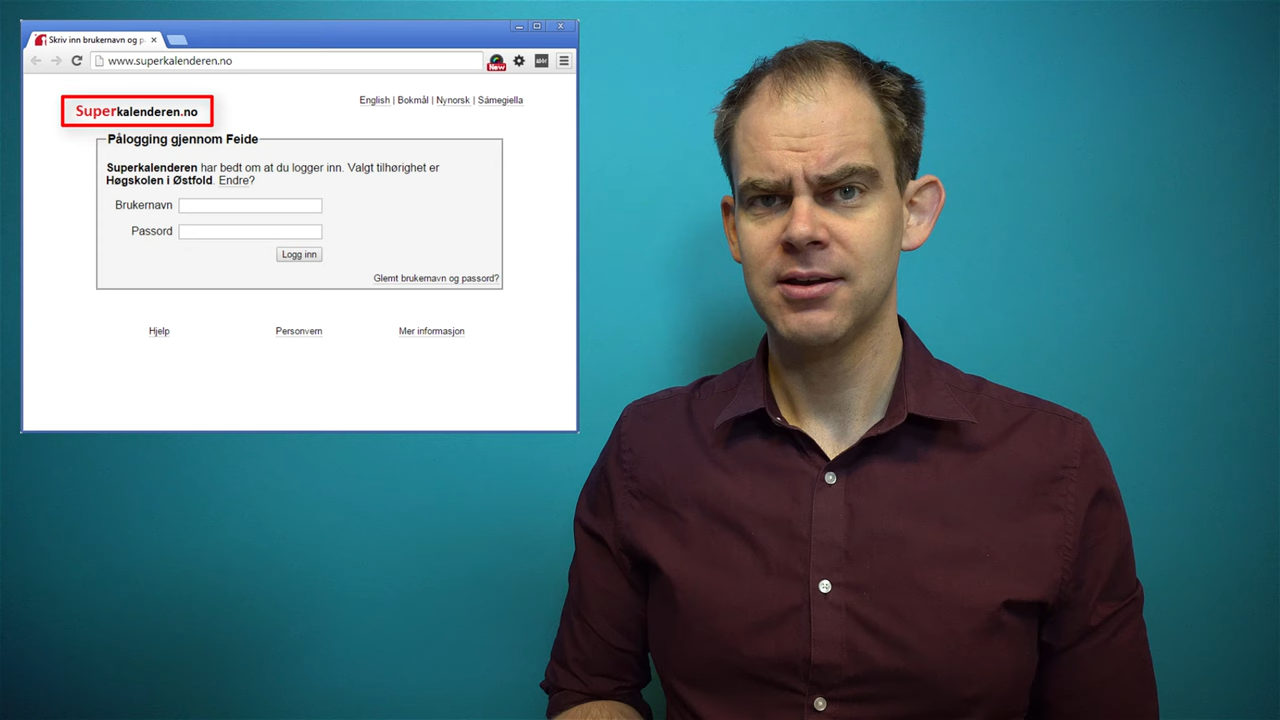 Skriv inn brukernavn og p
www.superkalenderen.no
New
English | Bokmål | Nynorsk | Sámegiella
Superkalenderen.no
Pålogging gjennom Feide
Superkalenderen har bedt om at du logger inn. Valgt tilhørighet er
Høgskolen i Østfold. Endre?
Brukernavn
Passord
Logg inn
Glemt brukernavn og passord?
Hjelp Personvern Mer informasjon